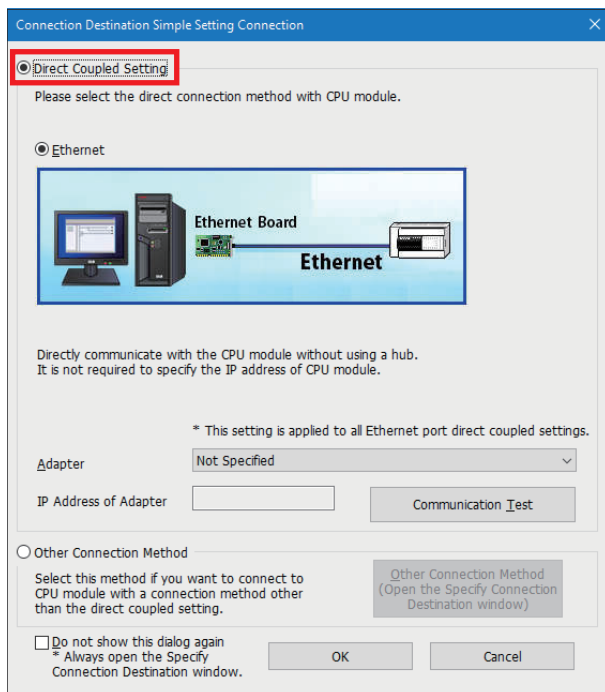 Connection Destination Simple Setting Connection
Direct Coupled Setting
Please select the direct connection method with CPU module.
Ethernet
Ethernet Board
Ethernet
Directly communicate with the CPU module without using a hub.
It is not required to specify the IP address of CPU module.
* This setting is applied to all Ethernet port direct coupled settings.
Adapter
Not Specified
IP Address of Adapter
Communication Test
Other Connection Method
Select this method if you want to connect to
CPU module with a connection method other
than the direct coupled setting.
Other Connection Method
(Open the Specify Connection
Destination window)
Do not show this dialog again
* Always open the Specify
Connection Destination window.
OK
Cancel